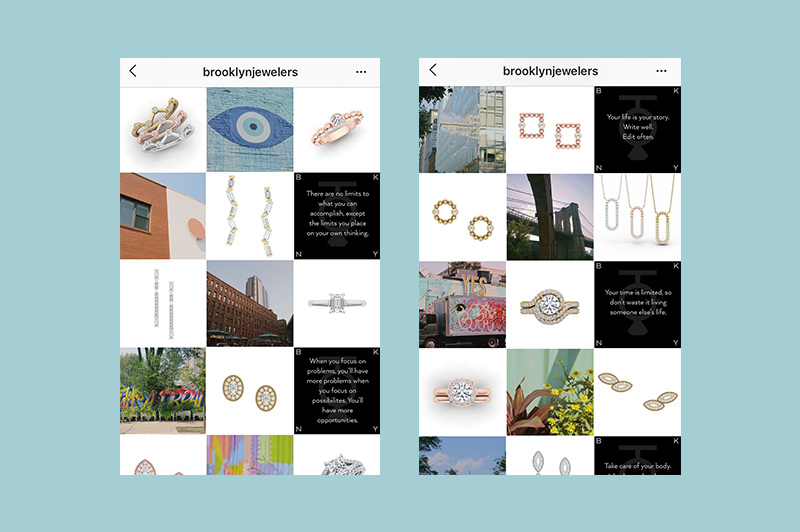 brooklynjewelers
...
B K
There are no limits to
what you can
accomplish, except
the limits you place
on your own thinking.
N Y
B K
When you focus on
problems, you'll have
more problems when
you focus on
possibilites. You'll
have more
opportunities.
N Y
brooklynjewelers
...
B K
Your life is your story.
Write well.
Edit often.
N Y
YES
B K
Your time is limited, so
don't waste it living
someone else's life.
N Y
B K
Take care of your body.